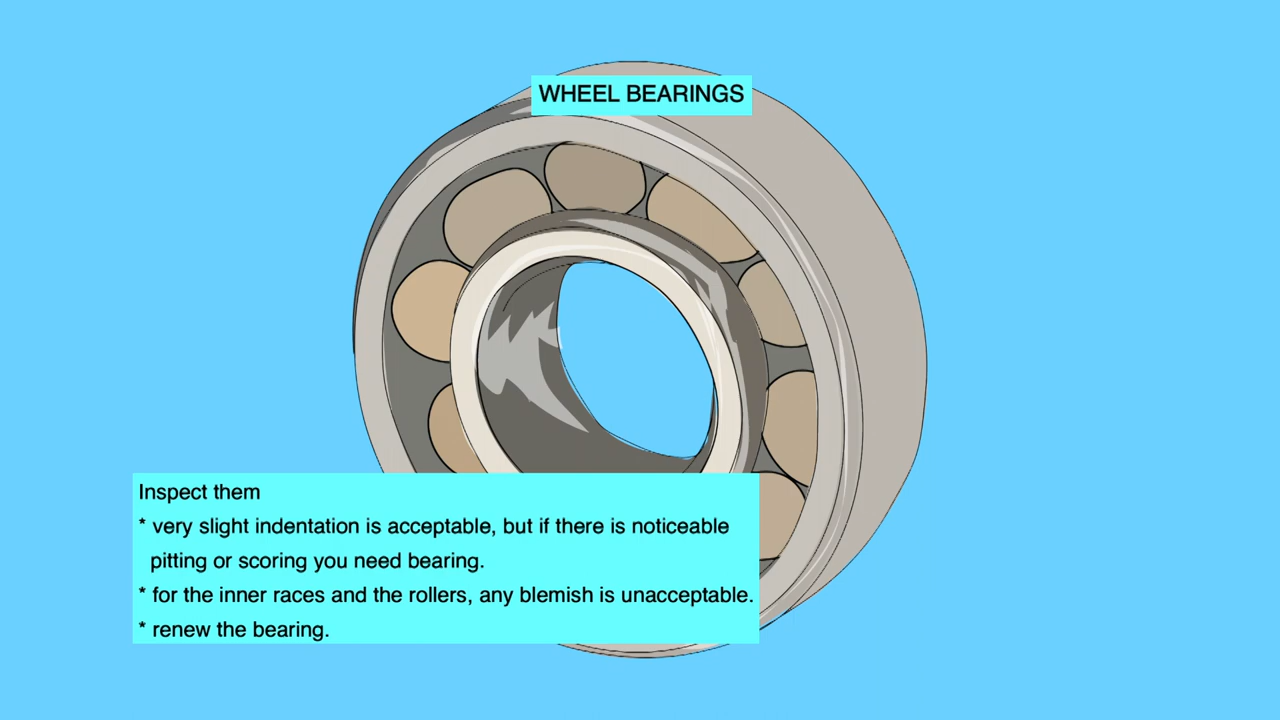 WHEEL BEARINGS
Inspect them
* very slight indentation is acceptable, but if there is noticeable
pitting or scoring you need bearing.
* for the inner races and the rollers, any blemish is unacceptable.
* renew the bearing.